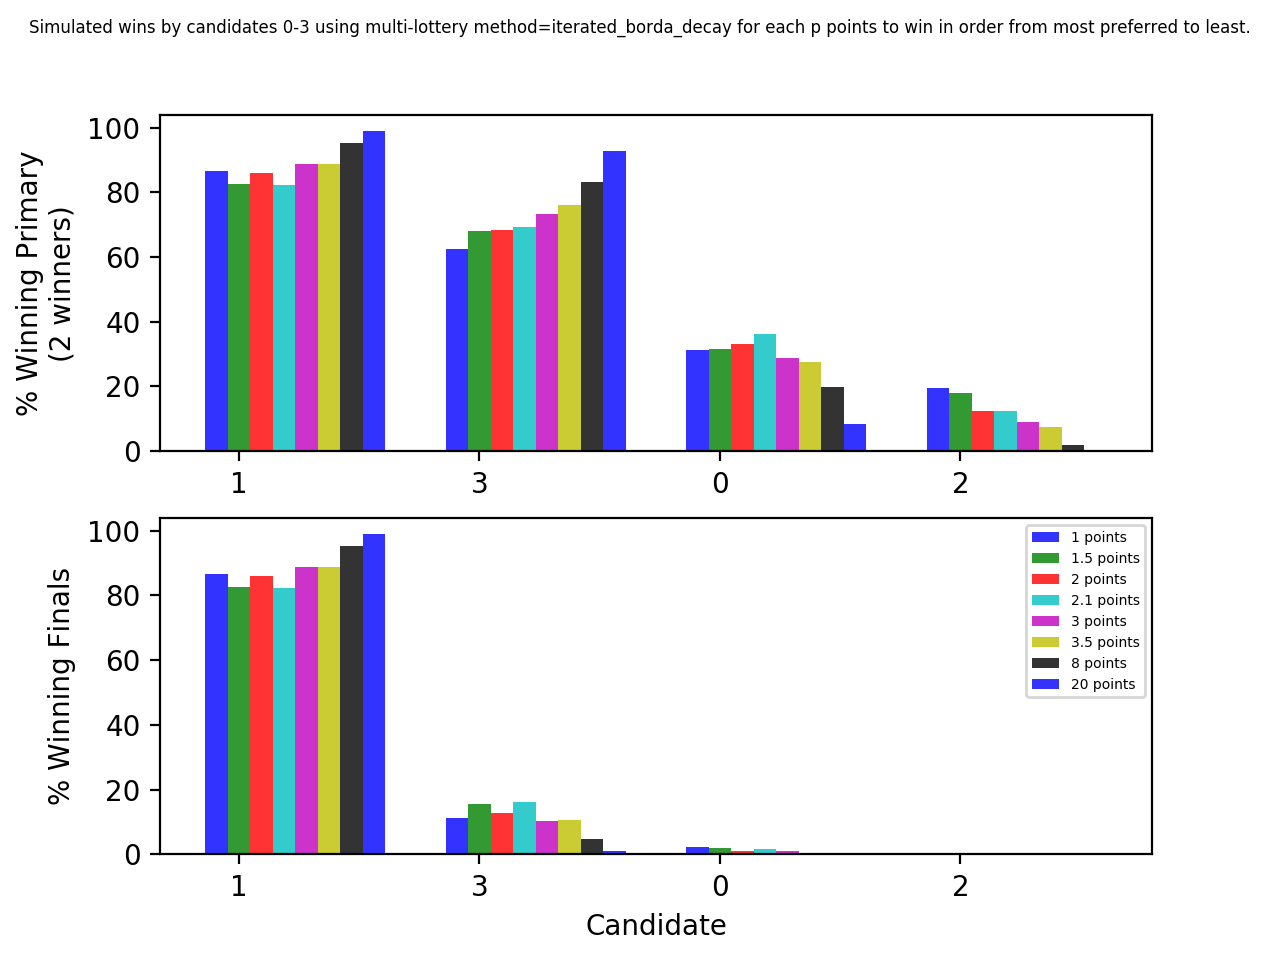 Simulated wins by candidates 0-3 using multi-lottery method=iterated_borda_decay for each p points to win in order from most preferred to least.
% Winning Primary
(2 winners)
100
80
60
40
20
0
1 3 0 2
% Winning Finals
100
80
60
40
20
0
1 points
1.5 points
2 points
2.1 points
3 points
3.5 points
8 points
20 points
1 3 0 2
Candidate